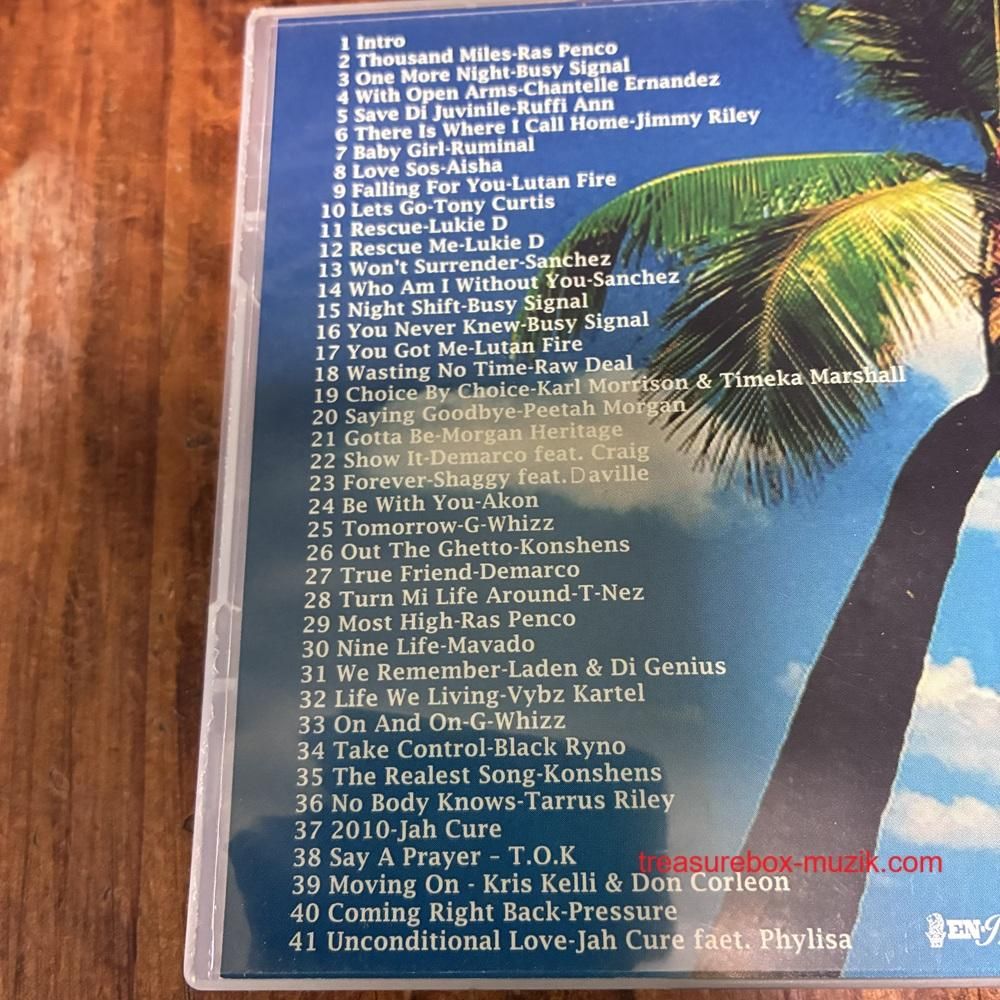 1 Intro
2 Thousand Miles-Ras Penco
3 One More Night-Busy Signal
4 With Open Arms-Chantelle Ernandez
5 Save Di Juvinile-Ruffi Ann
6 There Is Where I Call Home-Jimmy Riley
7 Baby Girl-Ruminal
8 Love Sos-Aisha
9 Falling For You-Lutan Fire
10 Lets Go-Tony Curtis
11 Rescue-Lukie D
12 Rescue Me-Lukie D
13 Won't Surrender-Sanchez
14 Who Am I Without You-Sanchez
15 Night Shift-Busy Signal
16 You Never Knew-Busy Signal
17 You Got Me-Lutan Fire
18 Wasting No Time-Raw Deal
19 Choice By Choice-Karl Morrison & Timeka Marshall
20 Saying Goodbye-Peetah Morgan
21 Gotta Be-Morgan Heritage
22 Show It-Demarco feat. Craig
23 Forever-Shaggy feat.Daville
24 Be With You-Akon
25 Tomorrow-G-Whizz
26 Out The Ghetto-Konshens
27 True Friend-Demarco
28 Turn Mi Life Around-T-Nez
29 Most High-Ras Penco
30 Nine Life-Mavado
31 We Remember-Laden & Di Genius
32 Life We Living-Vybz Kartel
33 On And On-G-Whizz
34 Take Control-Black Ryno
35 The Realest Song-Konshens
36 No Body Knows-Tarrus Riley
37 2010-Jah Cure
38 Say A Prayer – T.O.K
treasurebox-muzik.com
39 Moving On - Kris Kelli & Don Corleon
40 Coming Right Back-Pressure
41 Unconditional Love-Jah Cure faet. Phylisa